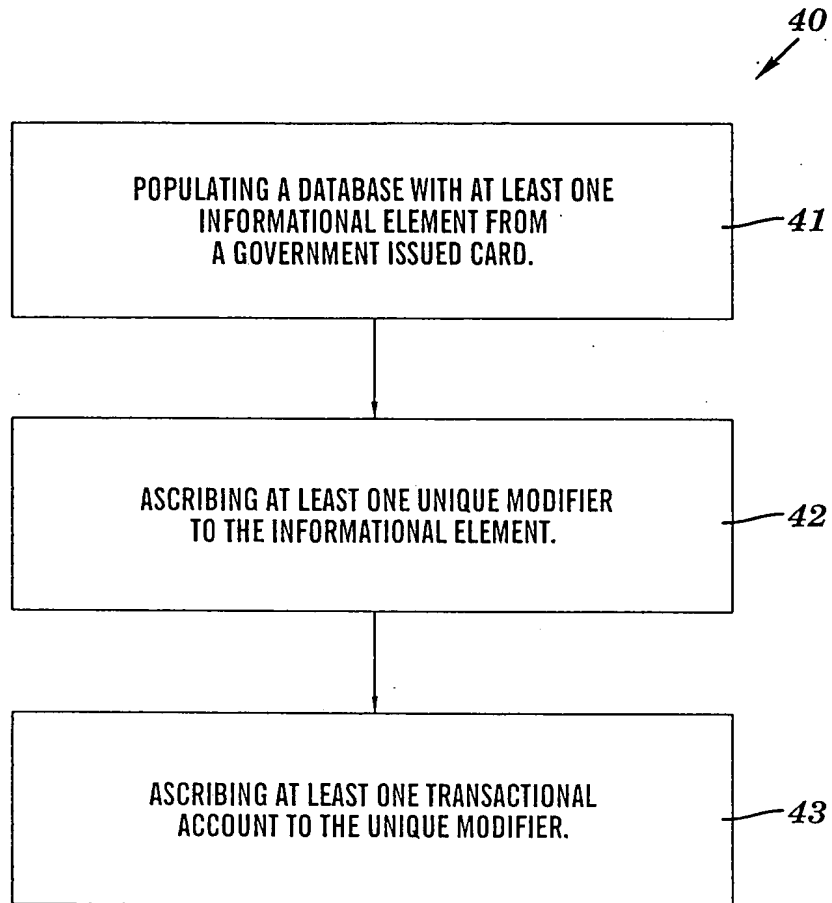 40
POPULATING A DATABASE WITH AT LEAST ONE
INFORMATIONAL ELEMENT FROM
A GOVERNMENT ISSUED CARD.
41
ASCRIBING AT LEAST ONE UNIQUE MODIFIER
TO THE INFORMATIONAL ELEMENT.
42
ASCRIBING AT LEAST ONE TRANSACTIONAL
ACCOUNT TO THE UNIQUE MODIFIER.
43